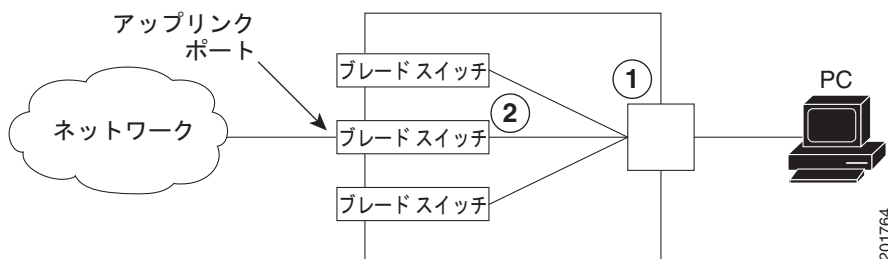 アップリンク
ポート
ブレード スイッチ
①
PC
ネットワーク
ブレード スイッチ
②
ブレード スイッチ
201764